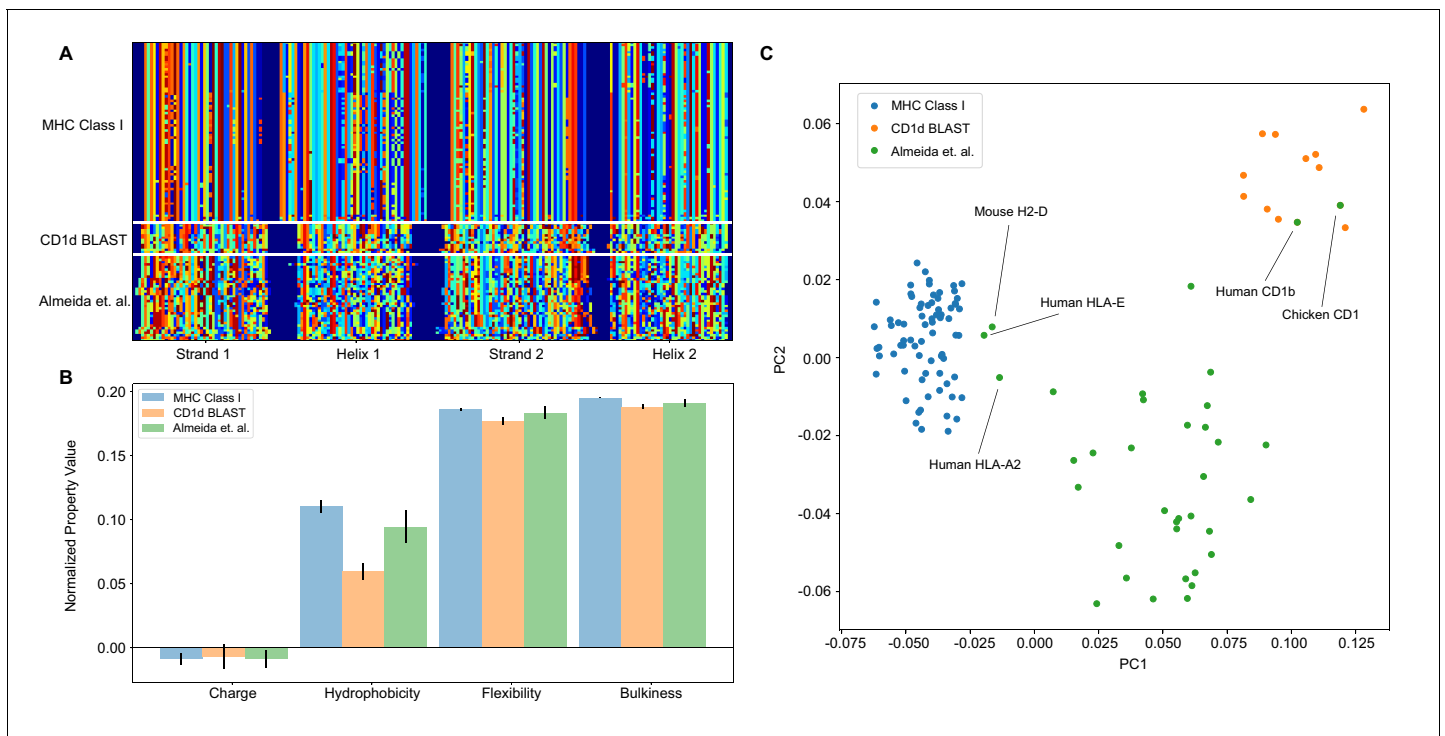 A
MHC Class I
CD1d BLAST
Almeida et. al.
Strand 1 Helix 1 Strand 2 Helix 2
B
MHC Class I
CD1d BLAST
Almeida et. al.
Normalized Property Value
0.20
0.15
0.10
0.05
0.00
Charge Hydrophobicity Flexibility Bulkiness
C
MHC Class I
CD1d BLAST
Almeida et. al.
Mouse H2-D
Human HLA-E
Human CD1b
Chicken CD1
Human HLA-A2
PC2
0.06
0.04
0.02
0.00
-0.02
-0.04
-0.06
-0.075 -0.050 -0.025 0.000 0.025 0.050 0.075 0.100 0.125
PC1